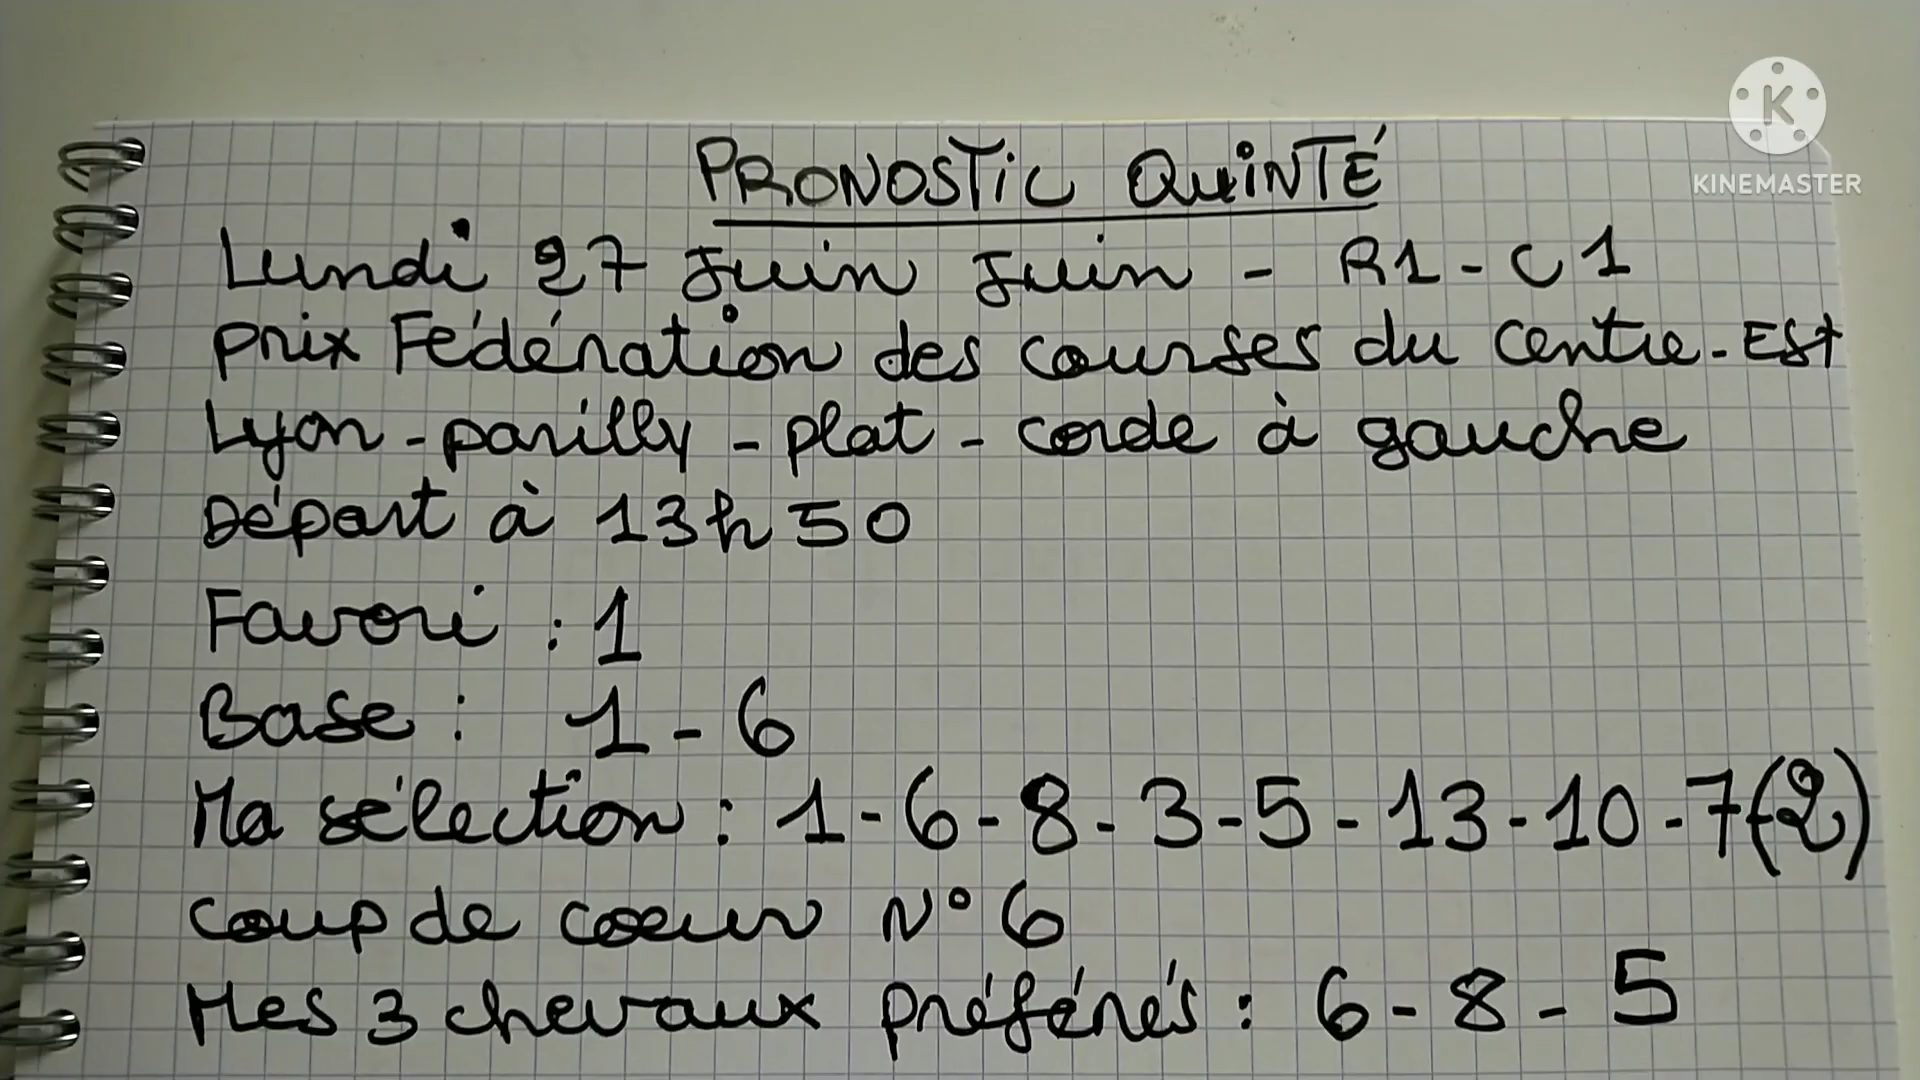 PRONOSTIC QUINTÉ
Lundi 27 Juin Juin - R1 - C1
prix Fédération des courses du Centre-Est
Lyon - parilly - plat - corde à gauche
Départ à 13h50
Favori : 1
Base : 1 - 6
Ma sélection : 1 - 6 - 8 - 3 - 5 - 13 - 10 - 7 (2)
coup de coeur N° 6
Mes 3 chevaux préférés : 6 - 8 - 5
K
KINEMASTER